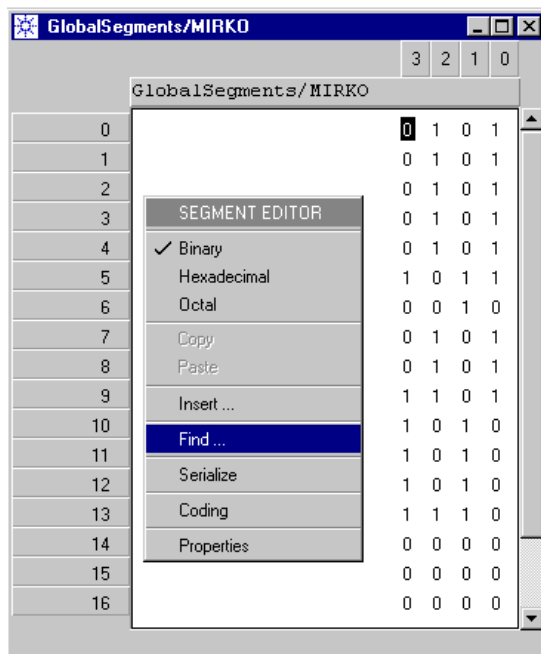 GlobalSegments/MIRKO
3 2 1 0
GlobalSegments/MIRKO
0 0 1 0 1
1 0 1 0 1
2 0 1 0 1
3 0 1 0 1
4 0 1 0 1
5 1 0 1 1
6 0 0 1 0
7 0 1 0 1
8 0 1 0 1
9 1 1 0 1
10 1 0 1 0
11 1 0 1 0
12 1 0 1 0
13 1 1 1 0
14 0 0 0 0
15 0 0 0 0
16 0 0 0 0
SEGMENT EDITOR
Binary
Hexadecimal
Octal
Copy
Paste
Insert ...
Find ...
Serialize
Coding
Properties